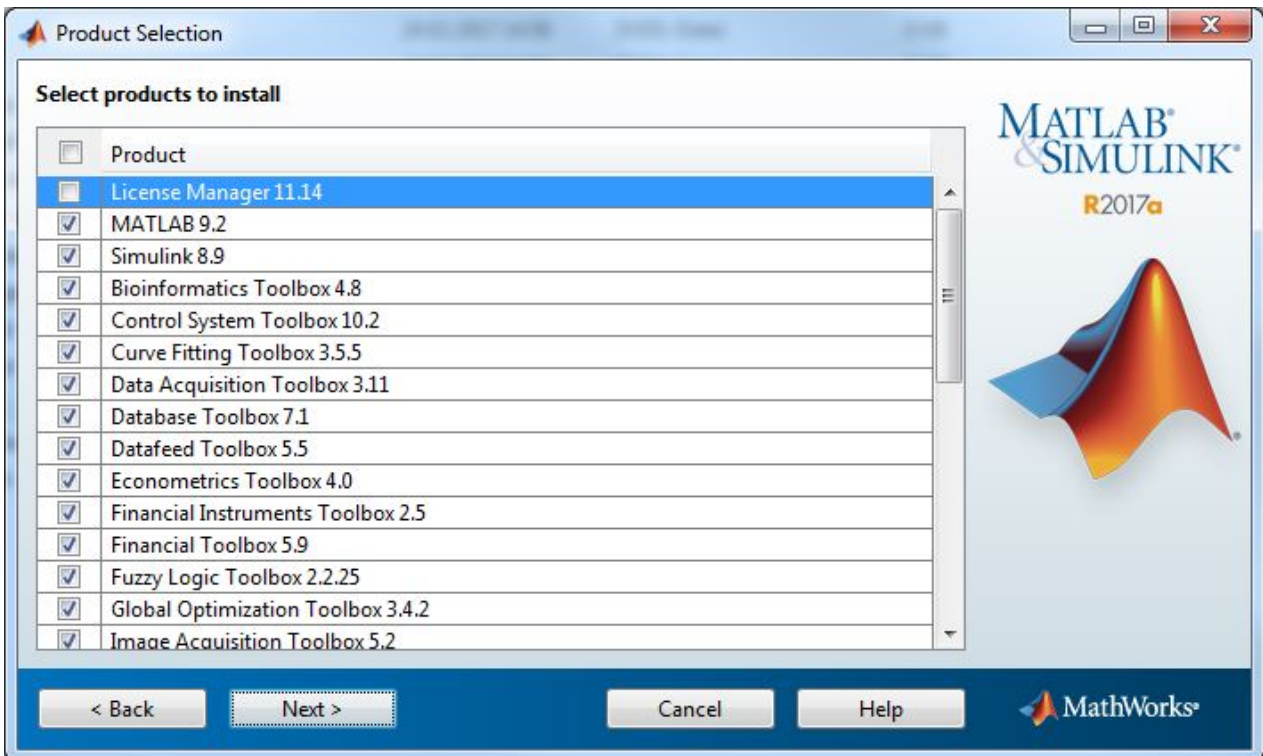 Product Selection
Select products to install
Product
License Manager 11.14
MATLAB 9.2
Simulink 8.9
Bioinformatics Toolbox 4.8
Control System Toolbox 10.2
Curve Fitting Toolbox 3.5.5
Data Acquisition Toolbox 3.11
Database Toolbox 7.1
Datafeed Toolbox 5.5
Econometrics Toolbox 4.0
Financial Instruments Toolbox 2.5
Financial Toolbox 5.9
Fuzzy Logic Toolbox 2.2.25
Global Optimization Toolbox 3.4.2
Image Acquisition Toolbox 5.2
MATLAB®
&SIMULINK®
R2017a
®
< Back
Next >
Cancel
Help
MathWorks®